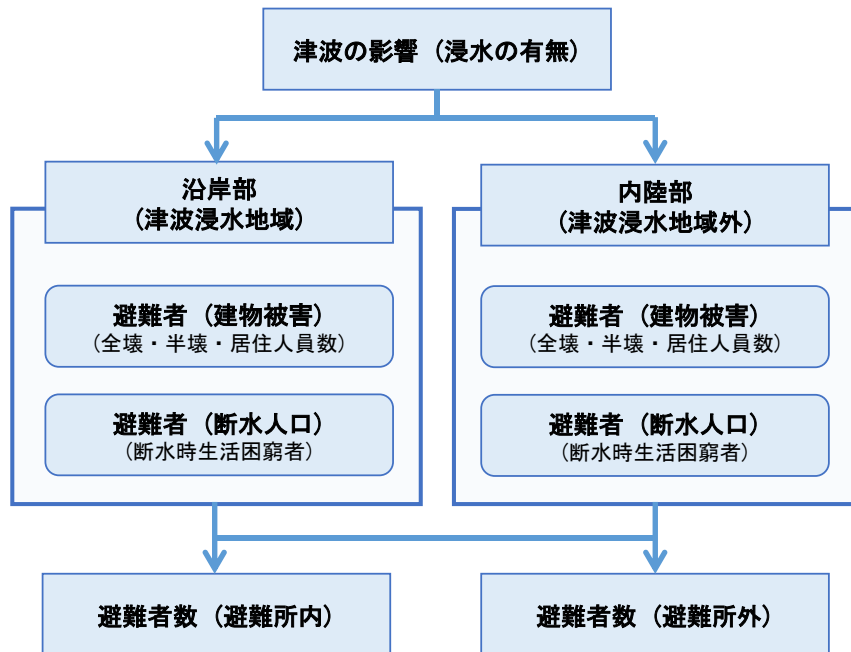 津波の影響（浸水の有無）
沿岸部
（津波浸水地域）
内陸部
（津波浸水地域外）
避難者（建物被害）
（全壊・半壊・居住人員数）
避難者（建物被害）
（全壊・半壊・居住人員数）
避難者（断水人口）
（断水時生活困窮者）
避難者（断水人口）
（断水時生活困窮者）
避難者数（避難所内）
避難者数（避難所外）